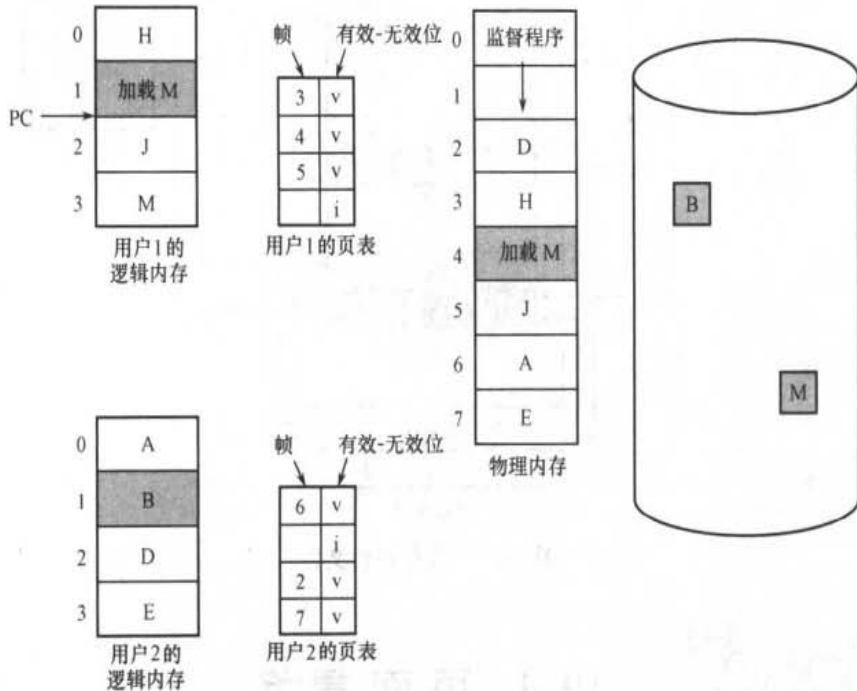 0 H
1 加载 M
PC
2 J
3 M
用户1的
逻辑内存
帧 有效-无效位
3 v
4 v
5 v
i
用户1的页表
0 监督程序
1
2 D
3 H
4 加载 M
5 J
6 A
7 E
物理内存
B
M
0 A
1 B
2 D
3 E
用户2的
逻辑内存
帧 有效-无效位
6 v
i
2 v
7 v
用户2的页表